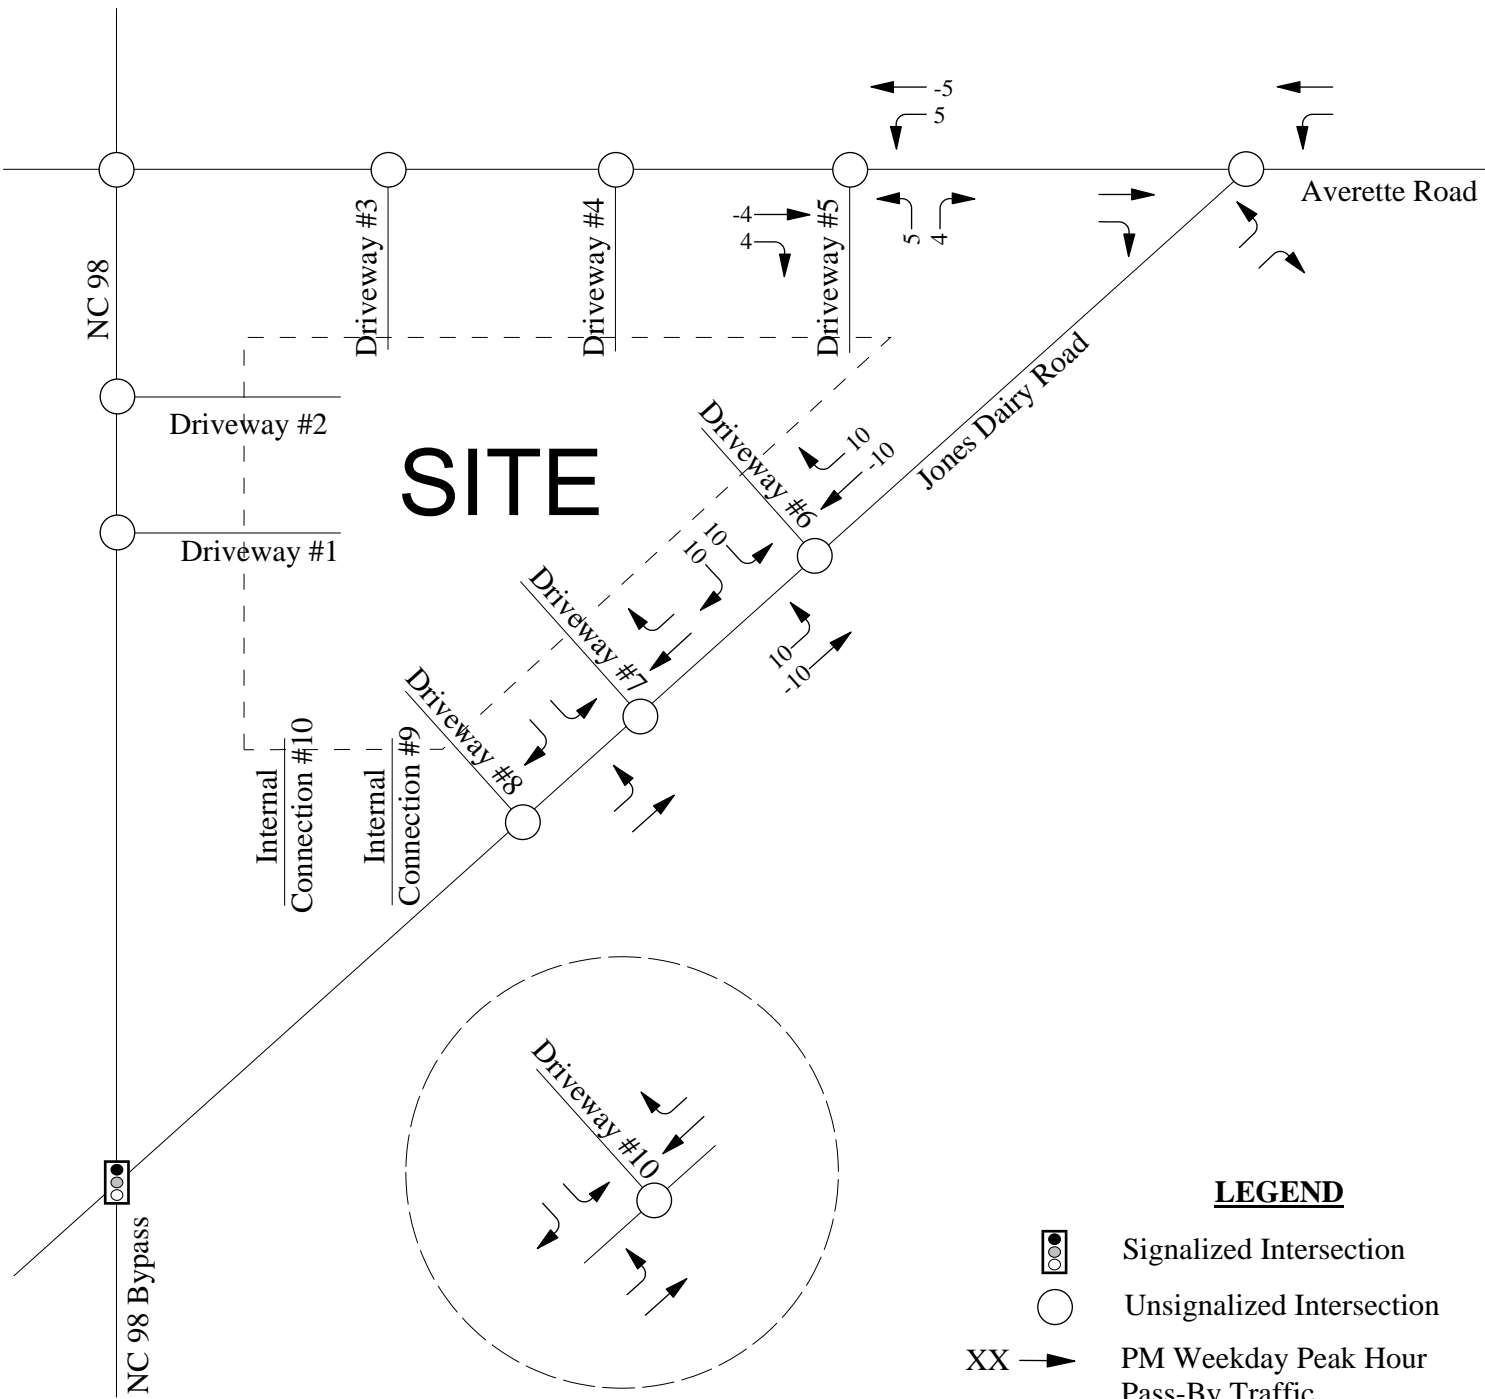 -5
5
Averette Road
Driveway #3
Driveway #4
-4
4
Driveway #5
5
4
NC 98
Driveway #2
SITE
Driveway #1
Jones Dairy Road
Driveway #6
10
-10
10
10
10
-10
Driveway #7
Driveway #8
Internal
Connection #10
Internal
Connection #9
Driveway #10
NC 98 Bypass
LEGEND
Signalized Intersection
Unsignalized Intersection
XX
PM Weekday Peak Hour
Pass-By Traffic